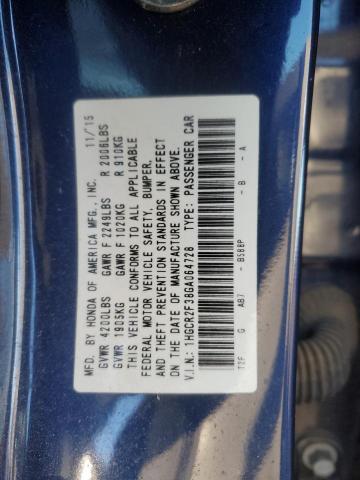 MFD. BY HONDA OF AMERICA MFG., INC. 11/15
GVWR 4200LBS GAWR F 2249LBS R 2006LBS
GVWR 1905KG GAWR F 1020KG R 910KG
THIS VEHICLE CONFORMS TO ALL APPLICABLE
FEDERAL MOTOR VEHICLE SAFETY, BUMPER,
AND THEFT PREVENTION STANDARDS IN EFFECT
ON THE DATE OF MANUFACTURE SHOWN ABOVE.
V.I.N.: 1HGCR2F38GA064728 TYPE: PASSENGER CAR
T2F G AB7 - B588P - B - A